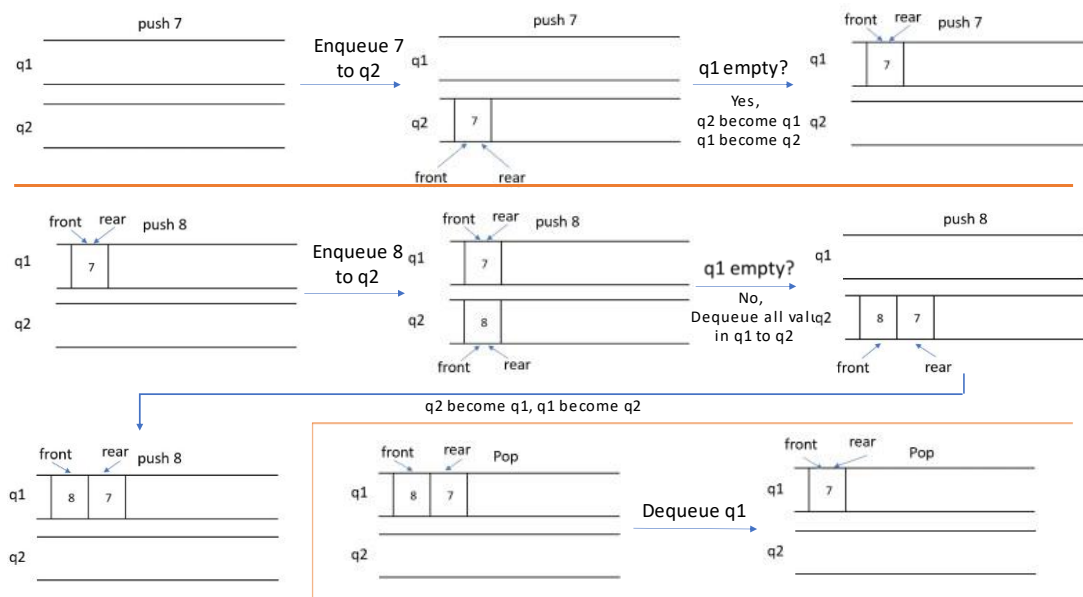 push 7
q1
q2
Enqueue 7
to q2
push 7
q1
q2
7
front
rear
q1 empty?
Yes,
q2 become q1
q1 become q2
front
rear
push 7
q1
7
q2
front
rear
push 8
q1
7
q2
Enqueue 8
to q2
front
rear
push 8
q1
7
q2
8
front
rear
q1 empty?
No,
Dequeue all valu
in q1 to q2
push 8
q1
q2
8
7
front
rear
q2 become q1, q1 become q2
front
rear
push 8
q1
8
7
q2
front
rear
Pop
q1
8
7
q2
Dequeue q1
front
rear
Pop
q1
7
q2